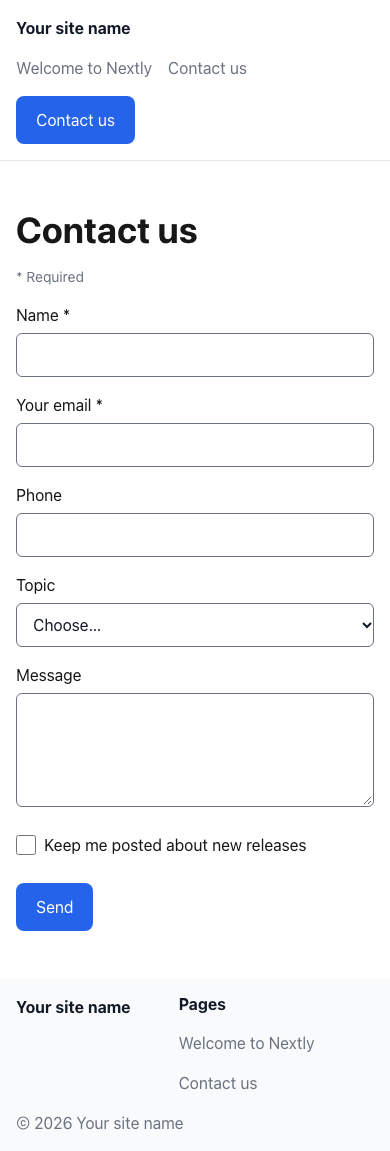 Your site name
Welcome to Nextly Contact us
Contact us
Contact us
* Required
Name *
Your email *
Phone
Topic
Choose...
Message
Keep me posted about new releases
Send
Your site name
Pages
Welcome to Nextly
Contact us
© 2026 Your site name